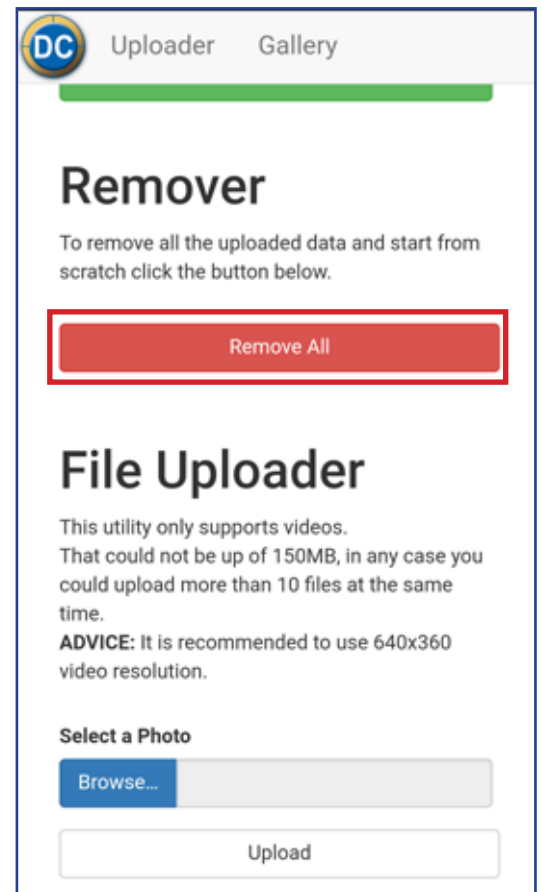 DC Uploader Gallery
Remover
To remove all the uploaded data and start from
scratch click the button below.
Remove All
File Uploader
This utility only supports videos.
That could not be up of 150MB, in any case you
could upload more than 10 files at the same
time.
ADVICE: It is recommended to use 640x360
video resolution.
Select a Photo
Browse...
Upload